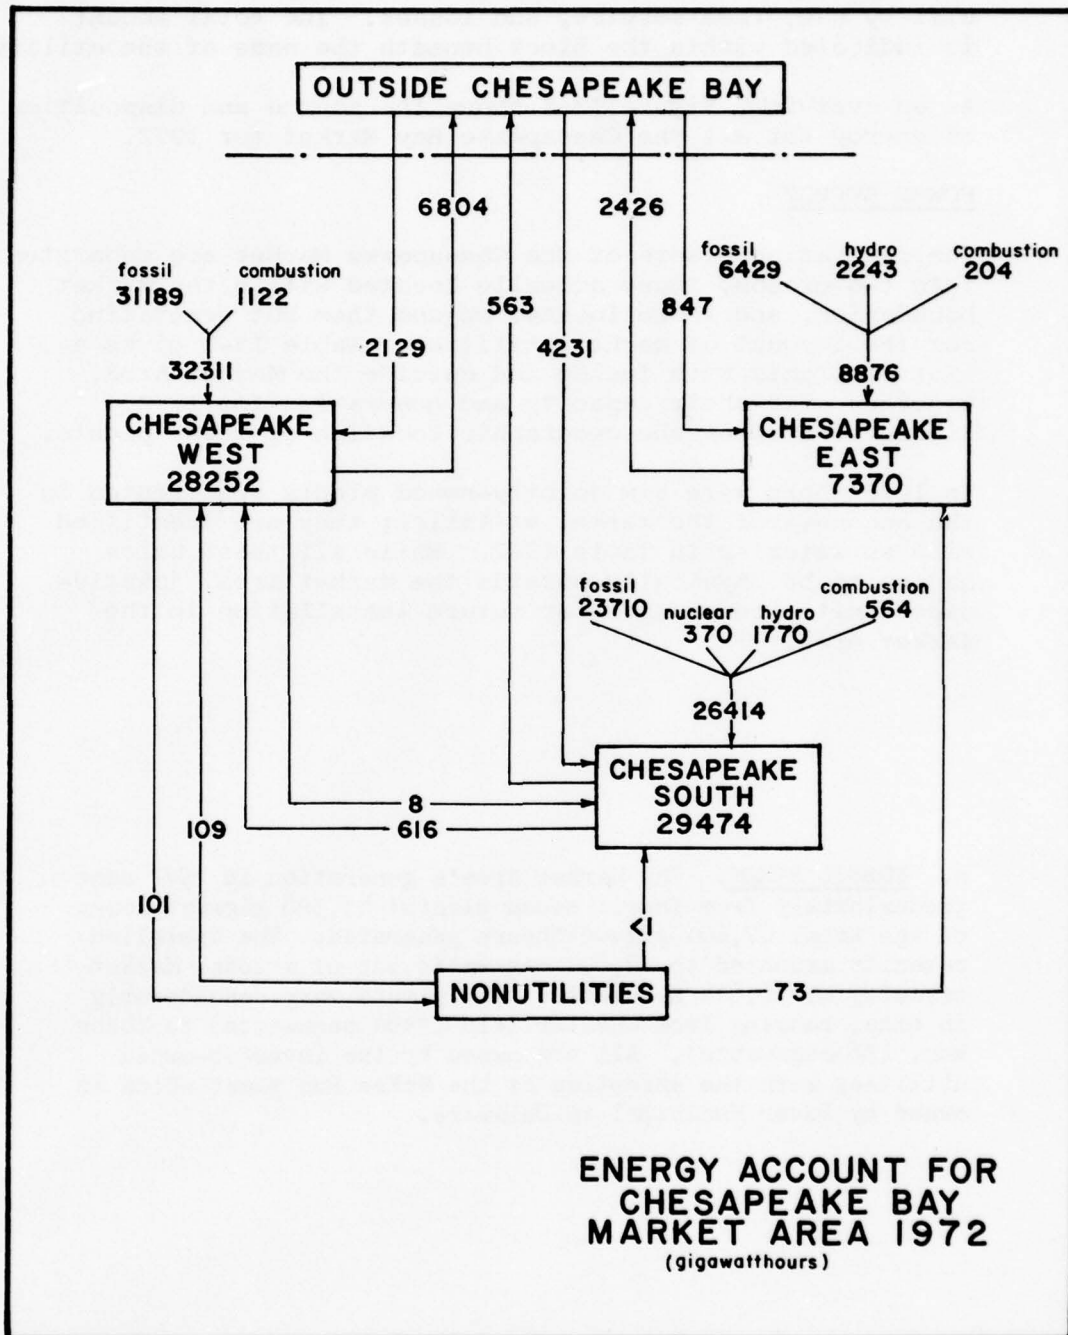 OUTSIDE CHESAPEAKE BAY
6804
2426
fossil hydro combustion
6429 2243 204
fossil combustion
31189 1122
563
847
2129
4231
32311
8876
CHESAPEAKE
WEST
28252
CHESAPEAKE
EAST
7370
fossil nuclear hydro combustion
23710 370 1770 564
26414
CHESAPEAKE
SOUTH
29474
8
616
109
101
<1
NONUTILITIES
73
ENERGY ACCOUNT FOR
CHESAPEAKE BAY
MARKET AREA 1972
(gigawatthours)